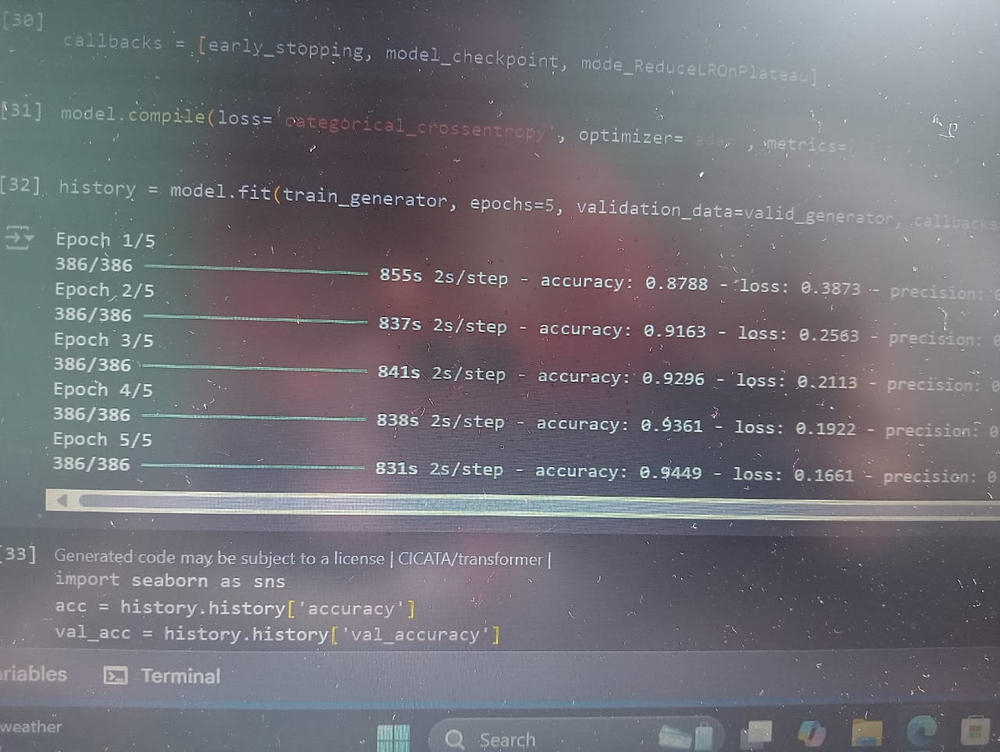 [30]
callbacks = [early_stopping, model_checkpoint, mode_ReduceLROnPlateau]
[31] model.compile(loss='categorical_crossentropy', optimizer='adam', metrics=[
[32] history = model.fit(train_generator, epochs=5, validation_data=valid_generator, callbacks=
Epoch 1/5
386/386 855s 2s/step - accuracy: 0.8788 - loss: 0.3873 - precision: 0
Epoch 2/5
386/386 837s 2s/step - accuracy: 0.9163 - loss: 0.2563 - precision: 0
Epoch 3/5
386/386 841s 2s/step - accuracy: 0.9296 - loss: 0.2113 - precision: 0
Epoch 4/5
386/386 838s 2s/step - accuracy: 0.9361 - loss: 0.1922 - precision: 0
Epoch 5/5
386/386 831s 2s/step - accuracy: 0.9449 - loss: 0.1661 - precision: 0
[33] Generated code may be subject to a license | CICATA/transformer |
import seaborn as sns
acc = history.history['accuracy']
val_acc = history.history['val_accuracy']
ariables Terminal
weather Search